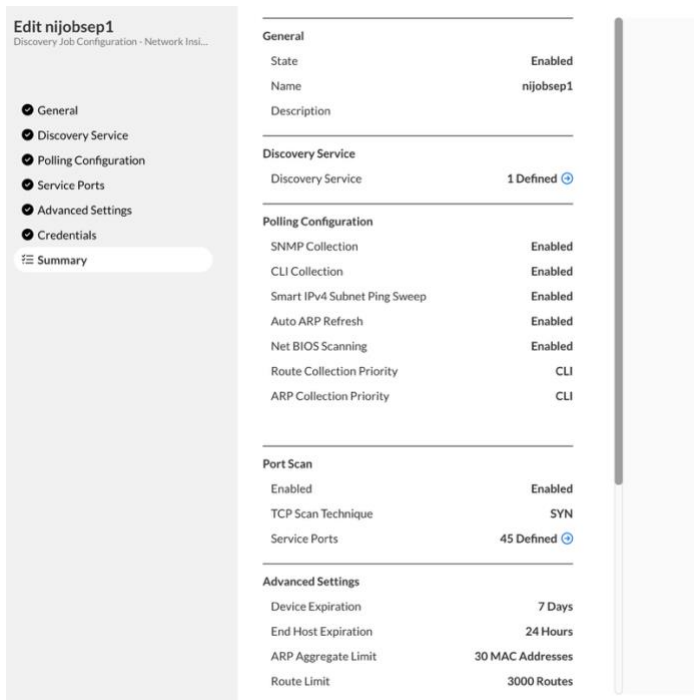 Edit nijobsep1
Discovery Job Configuration - Network Insi...
General
Discovery Service
Polling Configuration
Service Ports
Advanced Settings
Credentials
Summary
General
State Enabled
Name nijobsep1
Description
Discovery Service
Discovery Service 1 Defined
Polling Configuration
SNMP Collection Enabled
CLI Collection Enabled
Smart IPv4 Subnet Ping Sweep Enabled
Auto ARP Refresh Enabled
Net BIOS Scanning Enabled
Route Collection Priority CLI
ARP Collection Priority CLI
Port Scan
Enabled Enabled
TCP Scan Technique SYN
Service Ports 45 Defined
Advanced Settings
Device Expiration 7 Days
End Host Expiration 24 Hours
ARP Aggregate Limit 30 MAC Addresses
Route Limit 3000 Routes